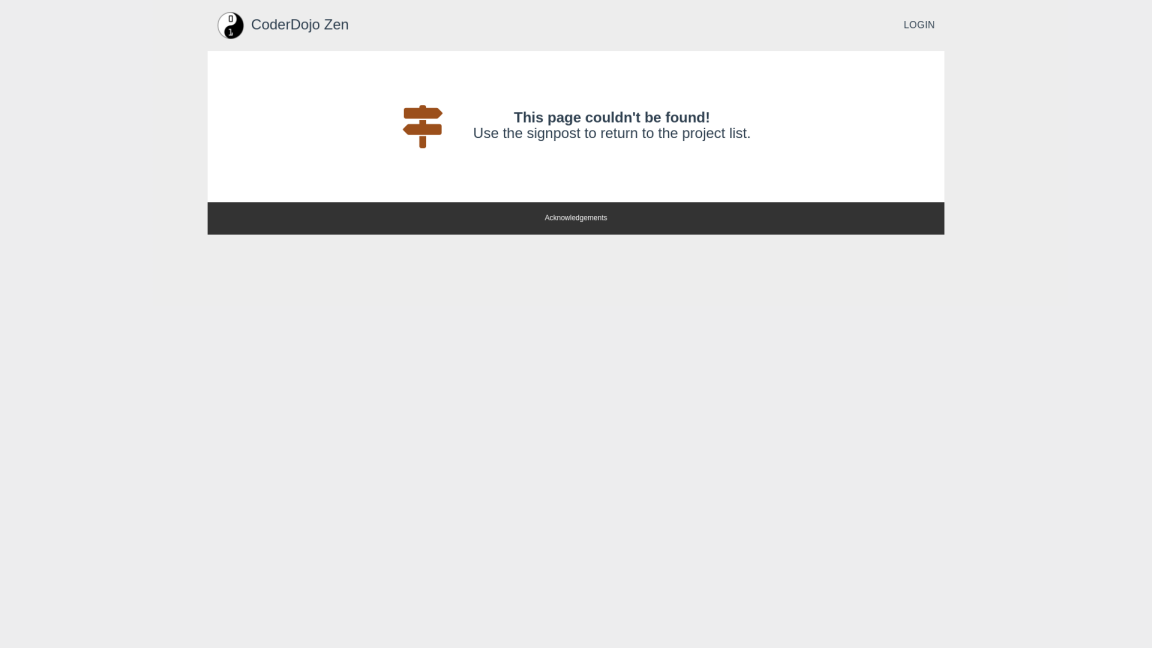 CoderDojo Zen
LOGIN
This page couldn't be found!
Use the signpost to return to the project list.
Acknowledgements